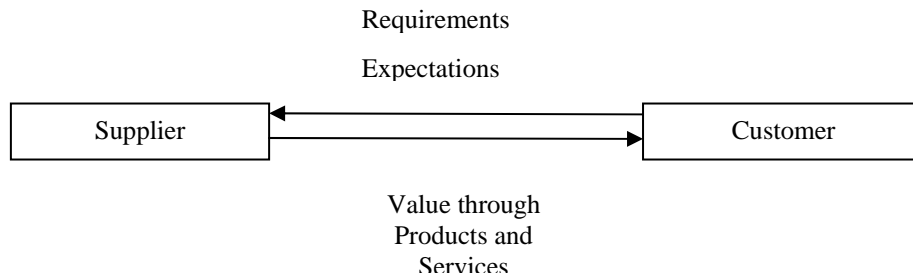 Requirements
Expectations
Supplier
Customer
Value through
Products and
Services